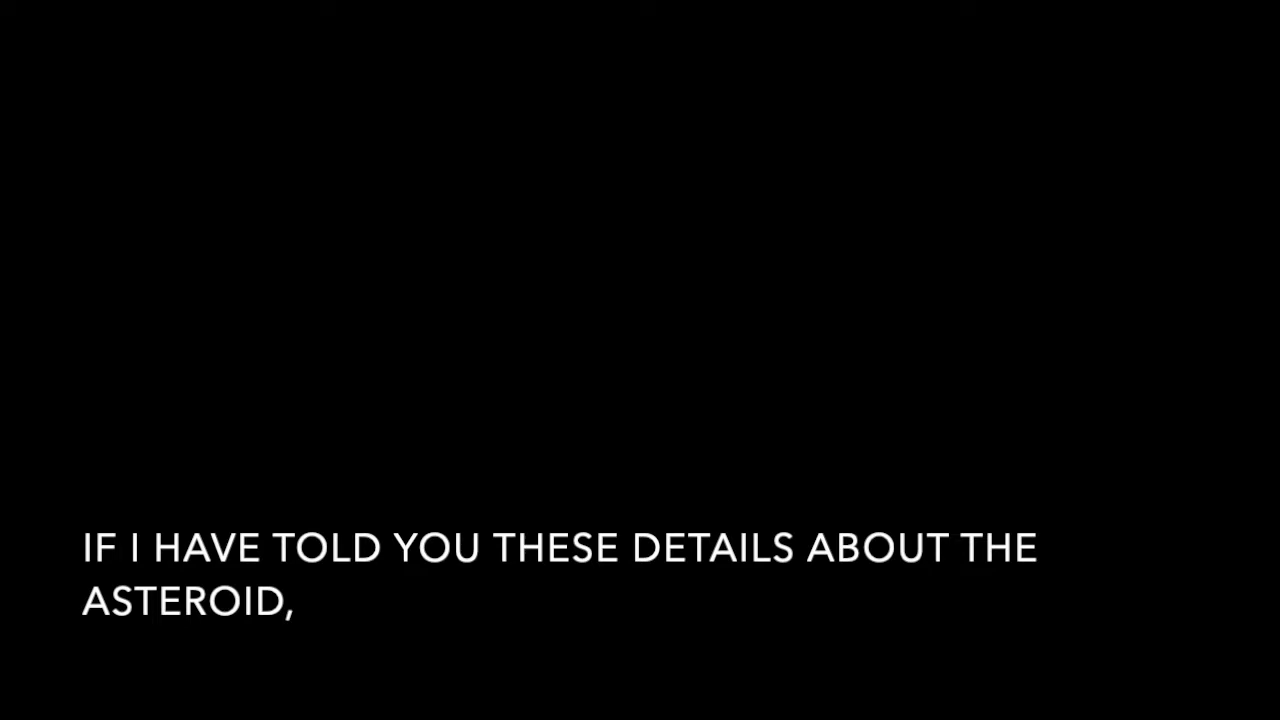 IF I HAVE TOLD YOU THESE DETAILS ABOUT THE
ASTEROID,